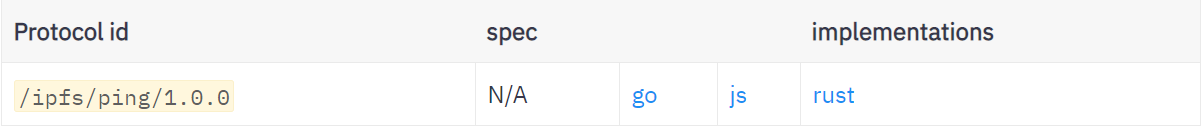 Protocol id spec implementations
/ipfs/ping/1.0.0 N/A go js rust